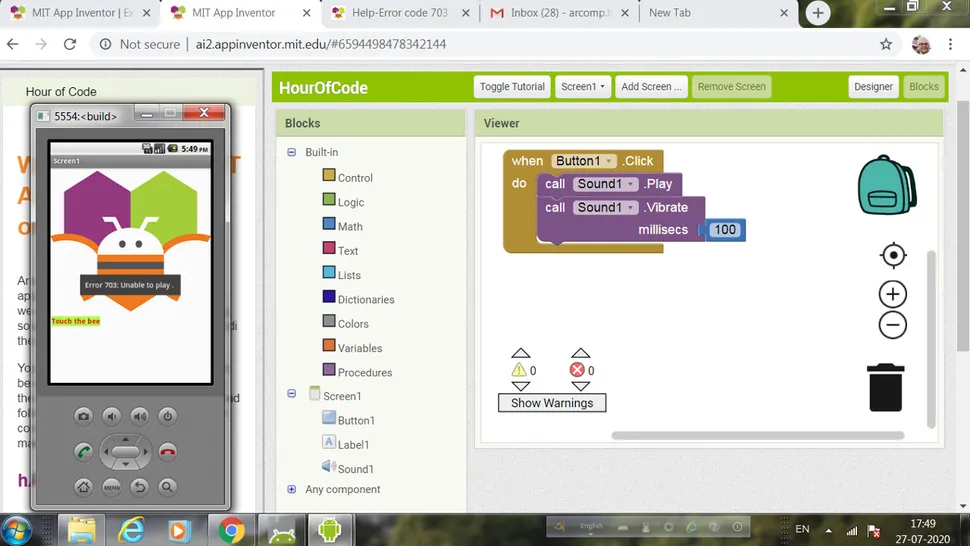 MIT App Inventor | E
MIT App Inventor
Help-Error code 703
Inbox (28) - arcomp.b
New Tab
Not secure
ai2.appinventor.mit.edu/#6594498478342144
Hour of Code
HourOfCode
Toggle Tutorial
Screen1
Add Screen ...
Remove Screen
Designer
Blocks
5554:<build>
5:49 PM
Screen1
Error 703: Unable to play .
Touch the bee
MENU
Blocks
Built-in
Control
Logic
Math
Text
Lists
Dictionaries
Colors
Variables
Procedures
Screen1
Button1
Label1
Sound1
Any component
Viewer
when Button1 .Click
do call Sound1 .Play
call Sound1 .Vibrate
millisecs 100
0 0
Show Warnings
English
EN
17:49
27-07-2020